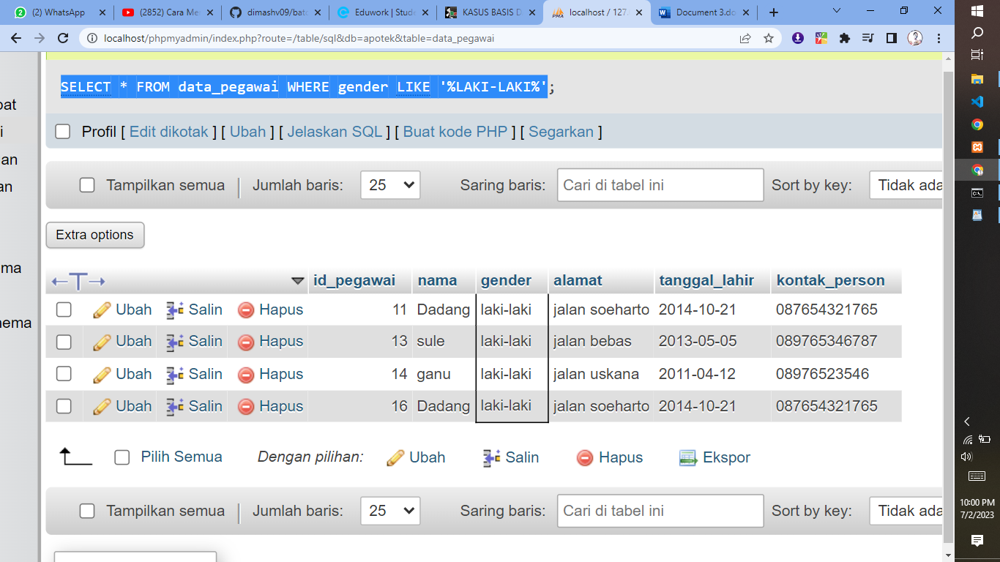 (2) WhatsApp
(2852) Cara Me
dimashv09/bata
Eduwork | Stude
KASUS BASIS D
localhost / 127.
Document 3.do
localhost/phpmyadmin/index.php?route=/table/sql&db=apotek&table=data_pegawai
SELECT * FROM data_pegawai WHERE gender LIKE '%LAKI-LAKI%';
Profil [ Edit dikotak ] [ Ubah ] [ Jelaskan SQL ] [ Buat kode PHP ] [ Segarkan ]
Tampilkan semua | Jumlah baris: 25 Saring baris: Cari di tabel ini Sort by key: Tidak ada
Extra options
←T→ id_pegawai nama gender alamat tanggal_lahir kontak_person
Ubah Salin Hapus 11 Dadang laki-laki jalan soeharto 2014-10-21 087654321765
Ubah Salin Hapus 13 sule laki-laki jalan bebas 2013-05-05 089765346787
Ubah Salin Hapus 14 ganu laki-laki jalan uskana 2011-04-12 08976523546
Ubah Salin Hapus 16 Dadang laki-laki jalan soeharto 2014-10-21 087654321765
Pilih Semua Dengan pilihan: Ubah Salin Hapus Ekspor
Tampilkan semua | Jumlah baris: 25 Saring baris: Cari di tabel ini Sort by key: Tidak ada
10:00 PM
7/2/2023